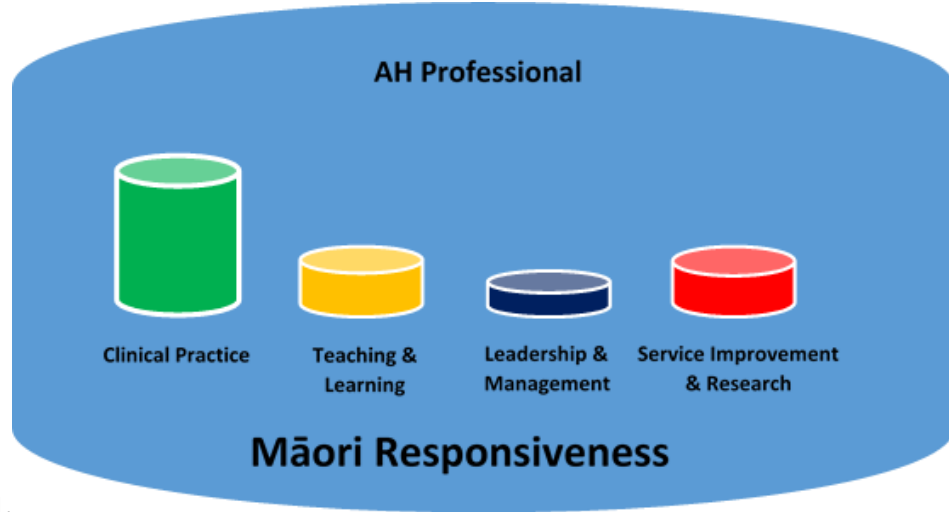 AH Professional
Clinical Practice
Teaching &
Learning
Leadership &
Management
Service Improvement
& Research
Māori Responsiveness